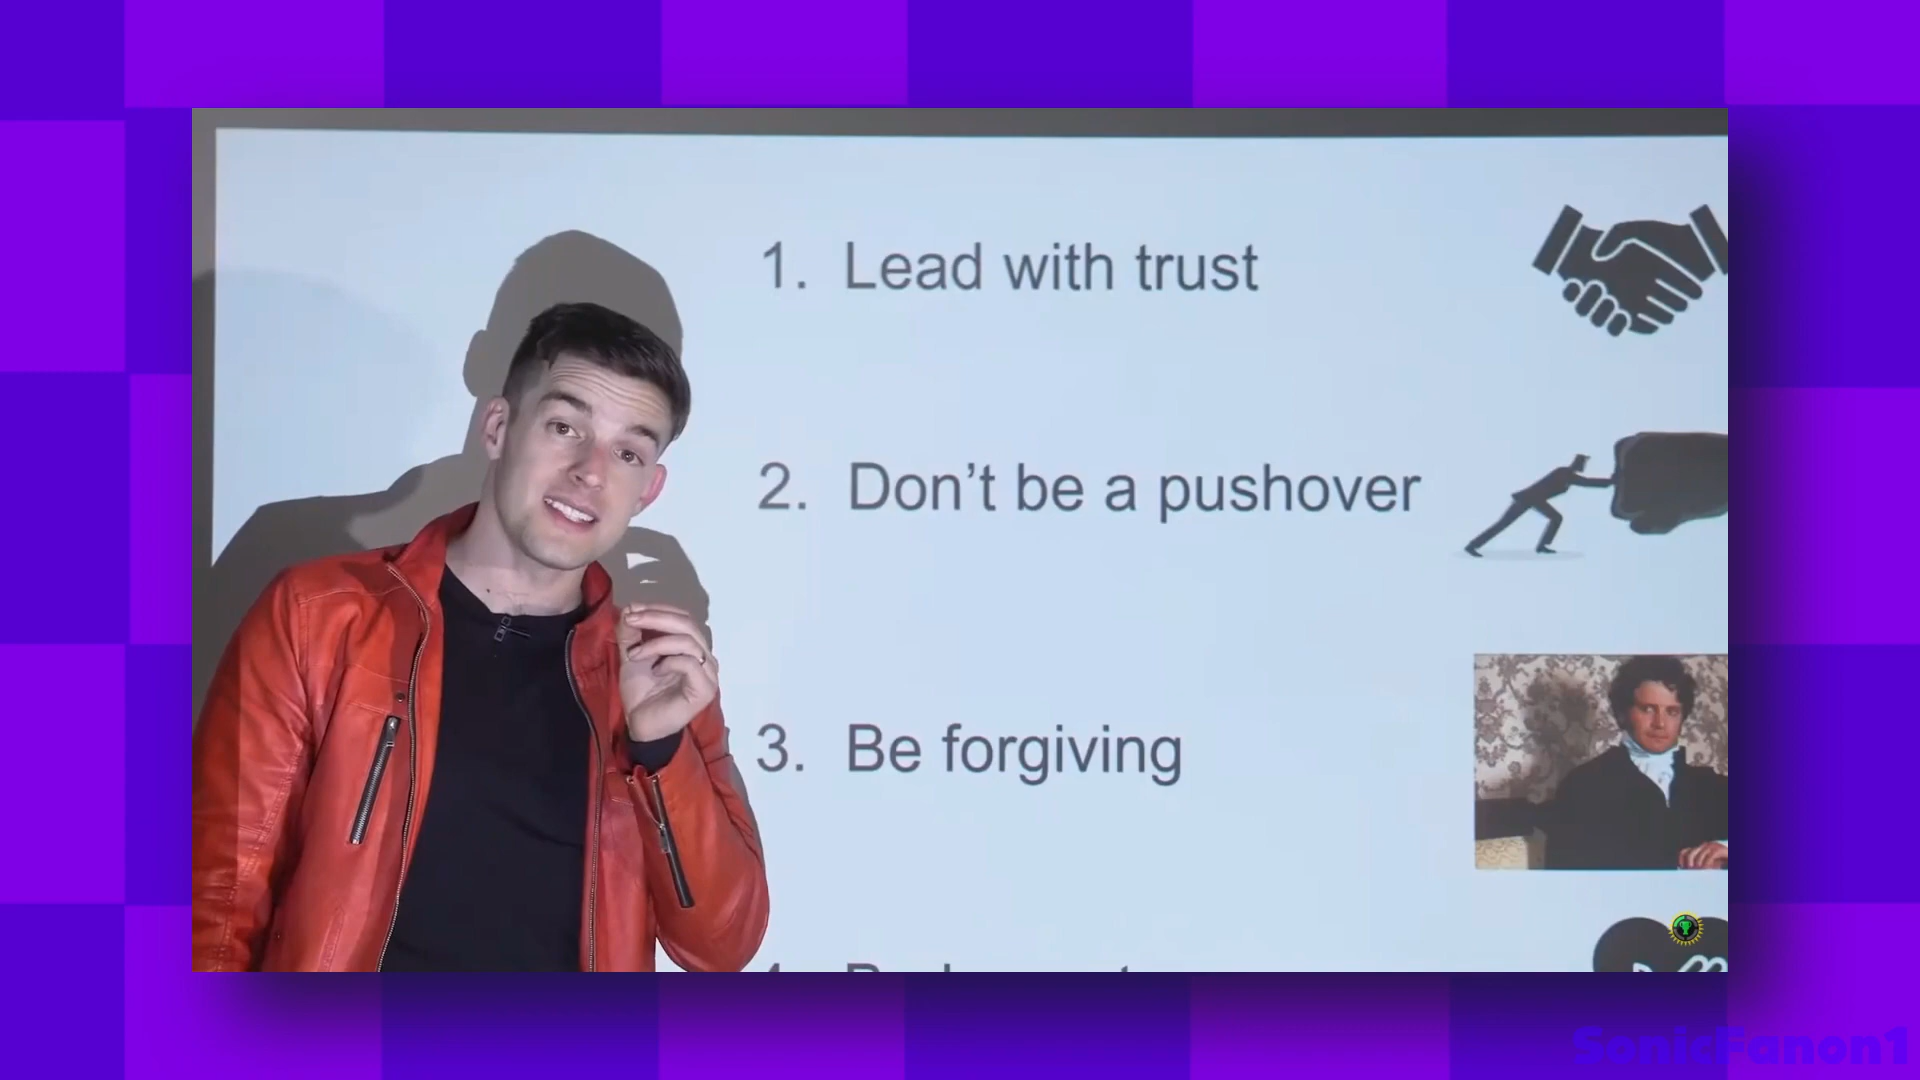 1. Lead with trust
2. Don't be a pushover
3. Be forgiving
SonicFanon1